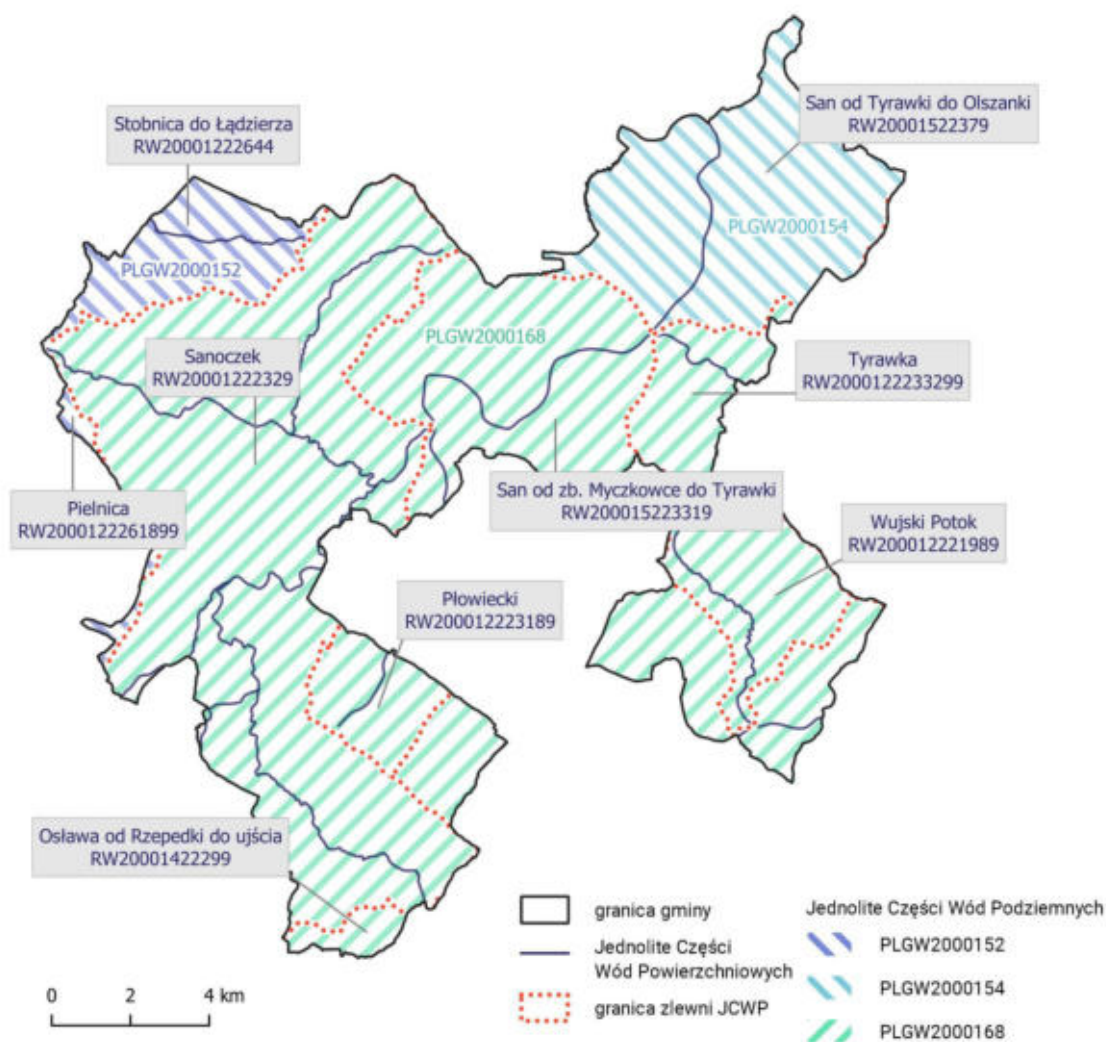 San od Tyrawki do Olszanki
RW20001522379
Stobnica do Łądzierza
RW20001222644
PLGW2000154
PLGW2000152
PLGW2000168
Sanoczek
RW20001222329
Tyrawka
RW2000122233299
Pielnica
RW2000122261899
San od zb. Myczkowce do Tyrawki
RW200015223319
Wujski Potok
RW200012221989
Płowiecki
RW200012223189
Osława od Rzepedki do ujścia
RW20001422299
granica gminy
Jednolite Części
Wód Powierzchniowych
granica zlewni JCWP
Jednolite Części Wód Podziemnych
PLGW2000152
PLGW2000154
PLGW2000168
0 2 4 km